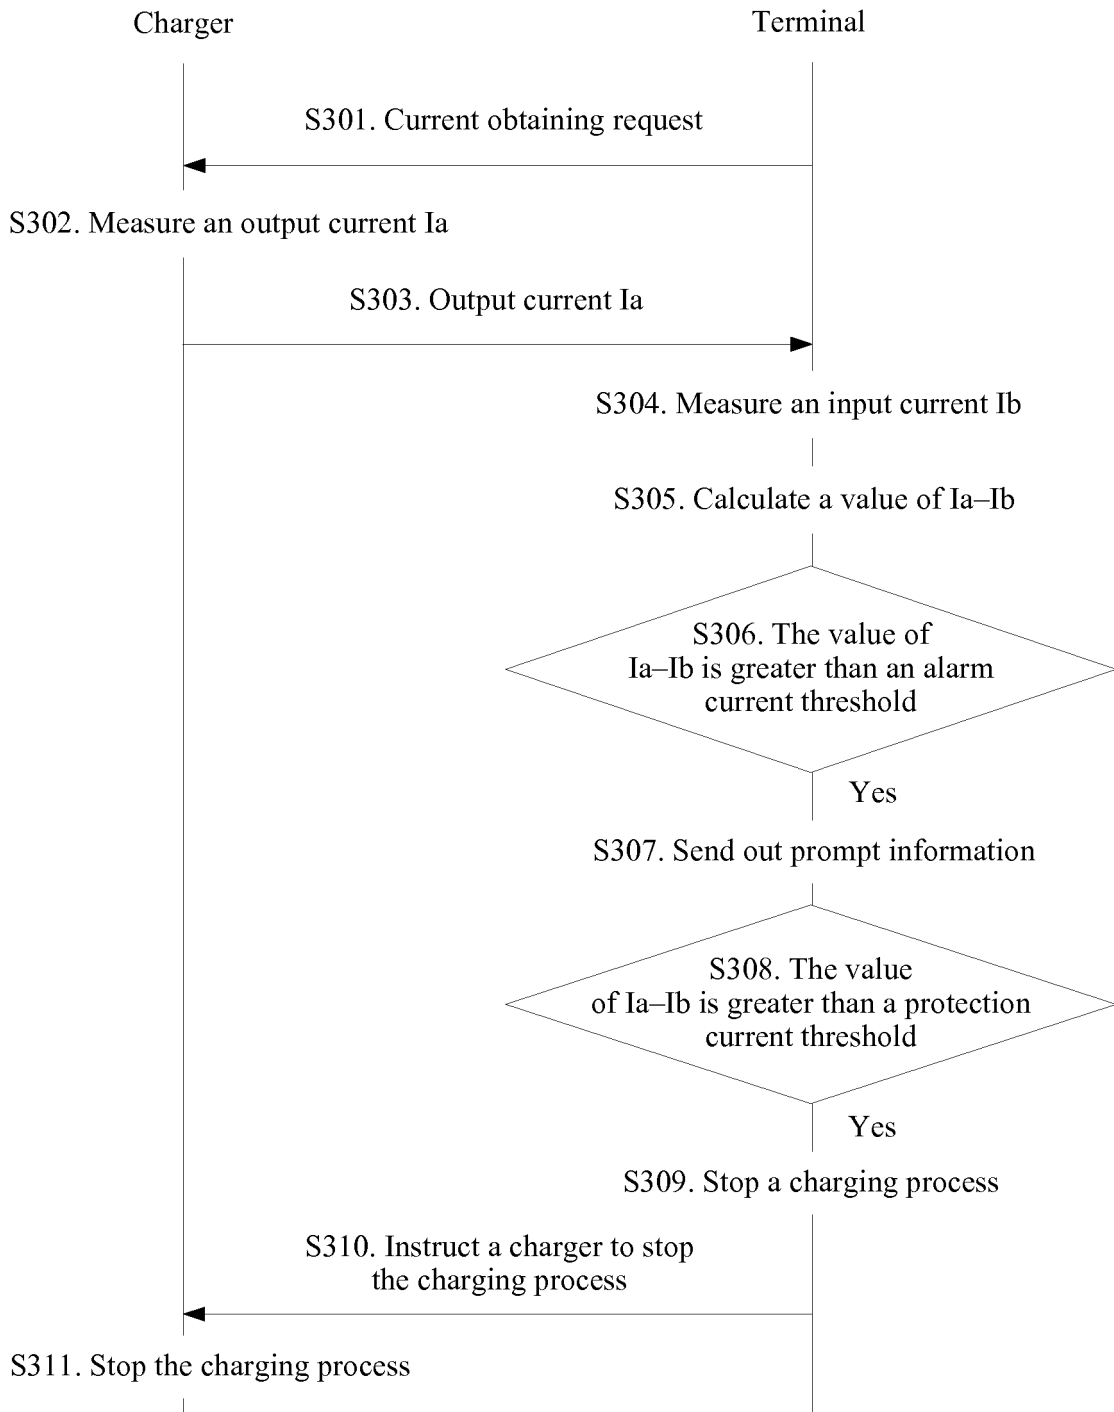 Charger
Terminal
S301. Current obtaining request
S302. Measure an output current Ia
S303. Output current Ia
S304. Measure an input current Ib
S305. Calculate a value of Ia–Ib
S306. The value of
Ia–Ib is greater than an alarm
current threshold
Yes
S307. Send out prompt information
S308. The value
of Ia–Ib is greater than a protection
current threshold
Yes
S309. Stop a charging process
S310. Instruct a charger to stop
the charging process
S311. Stop the charging process